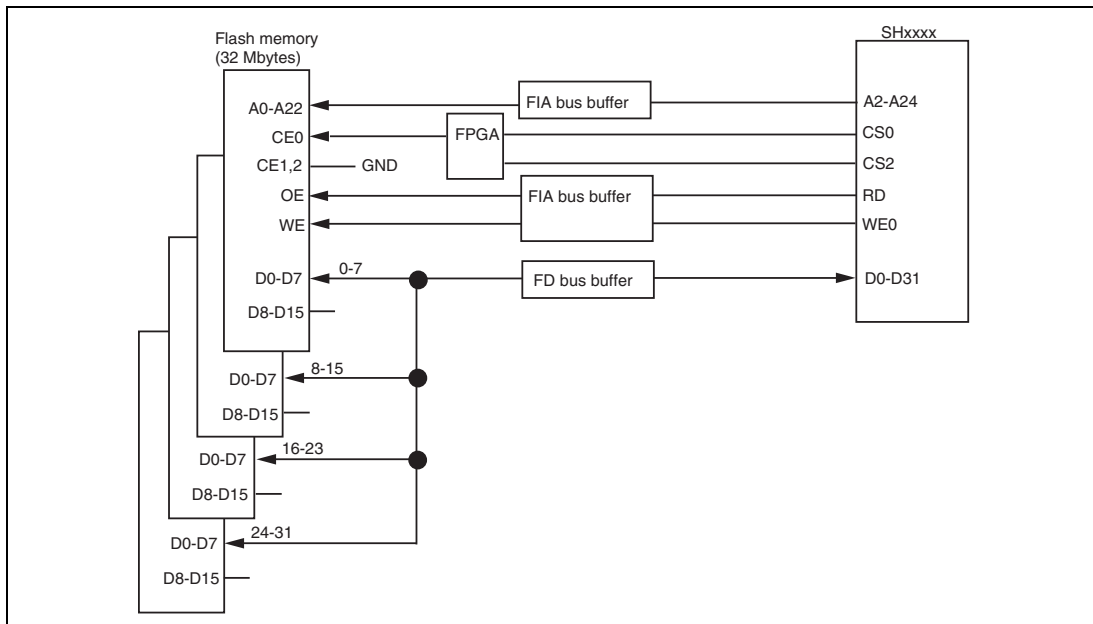 SHxxxx
Flash memory
(32 Mbytes)
A0-A22
FIA bus buffer
A2-A24
CE0
FPGA
CS0
CE1,2
GND
CS2
OE
FIA bus buffer
RD
WE
WE0
D0-D7
0-7
FD bus buffer
D0-D31
D8-D15
D0-D7
8-15
D8-D15
D0-D7
16-23
D8-D15
D0-D7
24-31
D8-D15